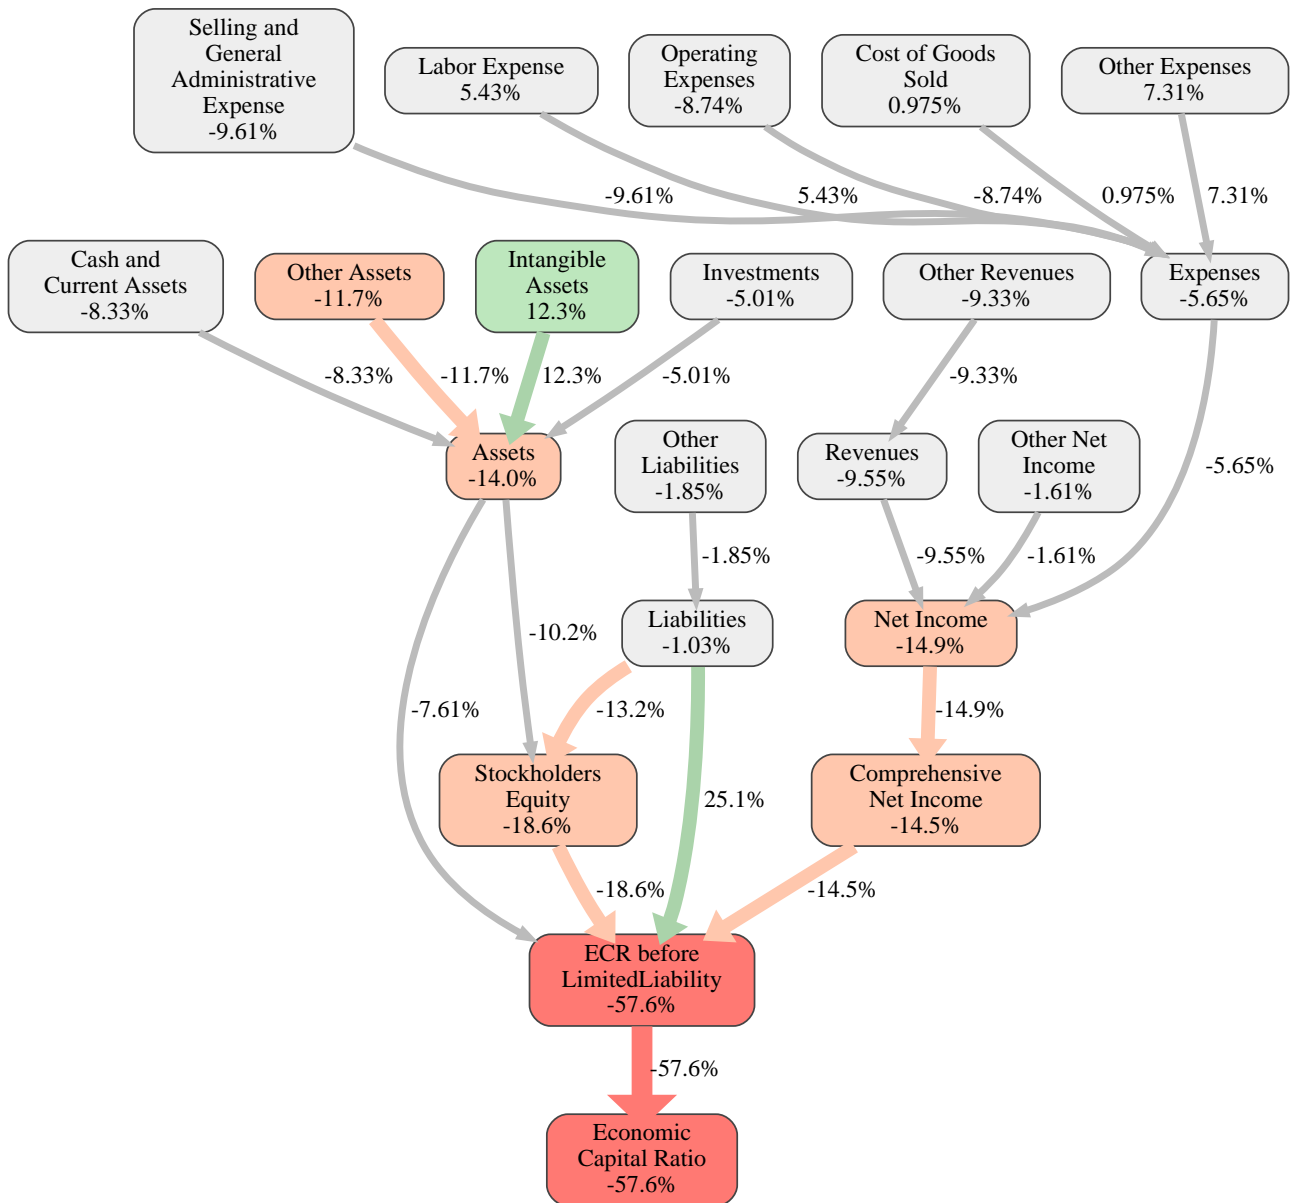 Selling and
General
Administrative
Expense
-9.61%
Labor Expense
5.43%
Operating
Expenses
-8.74%
Cost of Goods
Sold
0.975%
Other Expenses
7.31%
-9.61%
5.43%
-8.74%
0.975%
7.31%
Cash and
Current Assets
-8.33%
Other Assets
-11.7%
Intangible
Assets
12.3%
Investments
-5.01%
Other Revenues
-9.33%
Expenses
-5.65%
-8.33%
-11.7%
12.3%
-5.01%
-9.33%
Assets
-14.0%
Other
Liabilities
-1.85%
Revenues
-9.55%
Other Net
Income
-1.61%
-5.65%
-1.85%
-9.55%
-1.61%
-10.2%
Liabilities
-1.03%
Net Income
-14.9%
-7.61%
-13.2%
-14.9%
Stockholders
Equity
-18.6%
25.1%
Comprehensive
Net Income
-14.5%
-18.6%
-14.5%
ECR before
LimitedLiability
-57.6%
-57.6%
Economic
Capital Ratio
-57.6%